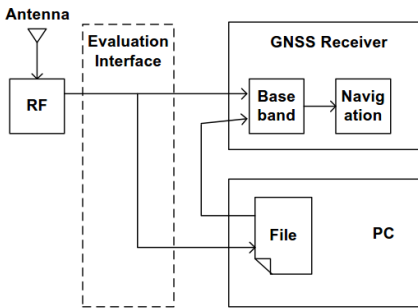 Antenna
Evaluation
Interface
GNSS Receiver
RF
Base
band
Navig
ation
File
PC